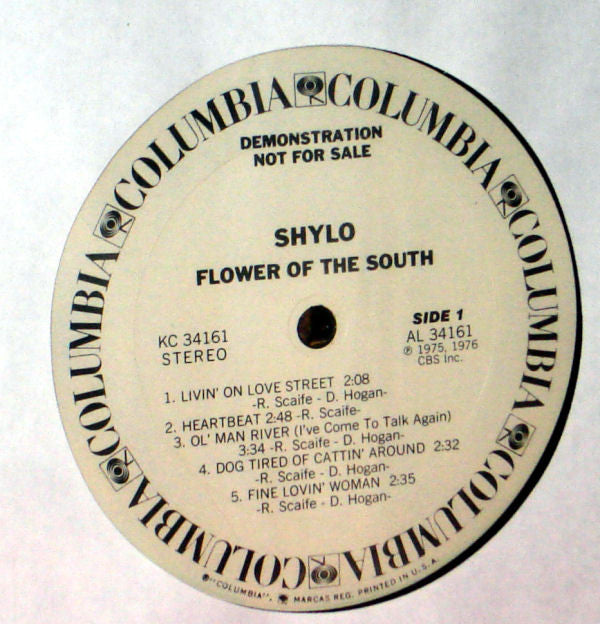 COLUMBIA COLUMBIA COLUMBIA COLUMBIA COLUMBIA COLUMBIA COLUMBIA COLUMBIA
DEMONSTRATION
NOT FOR SALE
SHYLO
FLOWER OF THE SOUTH
KC 34161
STEREO
SIDE 1
AL 34161
℗ 1975, 1976
CBS Inc.
1. LIVIN' ON LOVE STREET 2:08
-R. Scaife - D. Hogan-
2. HEARTBEAT 2:48 -R. Scaife-
3. OL' MAN RIVER (I've Come To Talk Again)
3:34 -R. Scaife - D. Hogan-
4. DOG TIRED OF CATTIN' AROUND 2:32
-R. Scaife - D. Hogan-
5. FINE LOVIN' WOMAN 2:35
-R. Scaife - D. Hogan-
"COLUMBIA", MARCAS REG. PRINTED IN U.S.A.